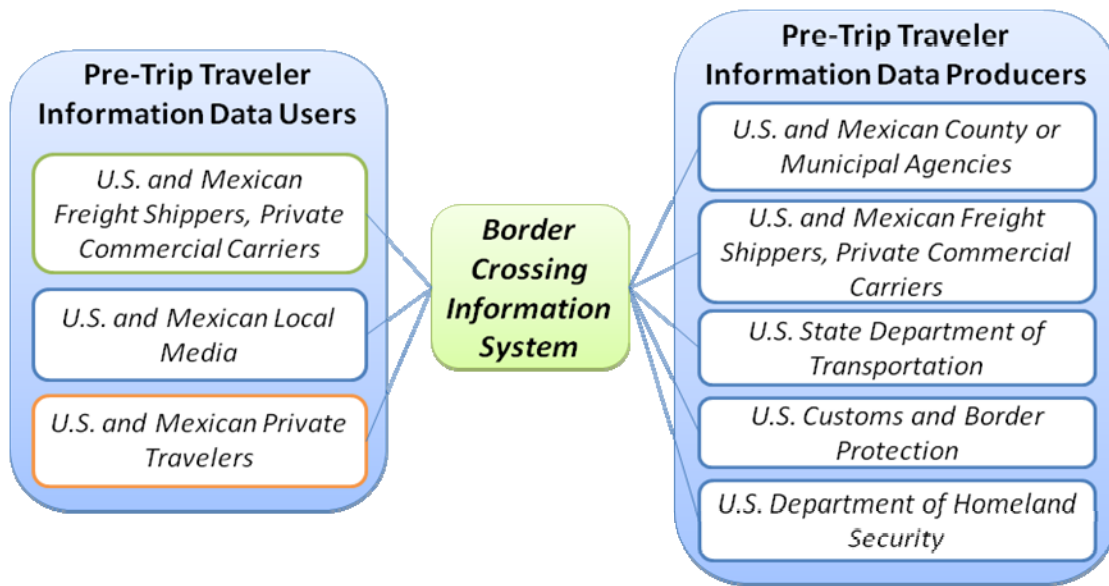 Pre-Trip Traveler
Information Data Users
U.S. and Mexican
Freight Shippers, Private
Commercial Carriers
U.S. and Mexican Local
Media
U.S. and Mexican Private
Travelers
Border
Crossing
Information
System
Pre-Trip Traveler
Information Data Producers
U.S. and Mexican County or
Municipal Agencies
U.S. and Mexican Freight
Shippers, Private Commercial
Carriers
U.S. State Department of
Transportation
U.S. Customs and Border
Protection
U.S. Department of Homeland
Security